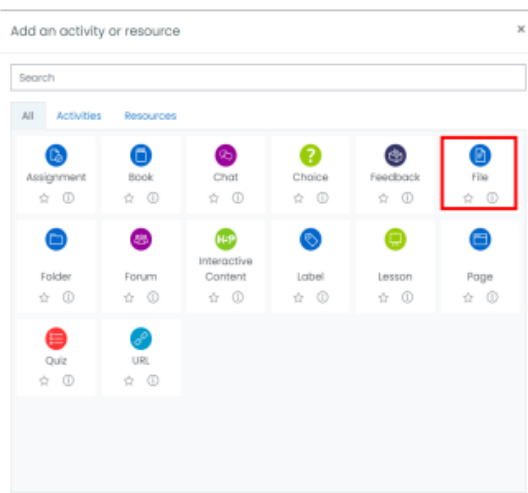 Add an activity or resource ×
Search
All Activities Resources
Assignment Book Chat Choice Feedback File
Interactive
Folder Forum Content Label Lesson Page
Quiz URL